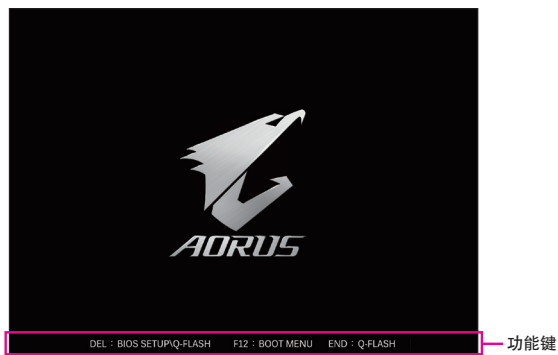 AORUS
DEL : BIOS SETUP\Q-FLASH F12 : BOOT MENU END : Q-FLASH
功能键